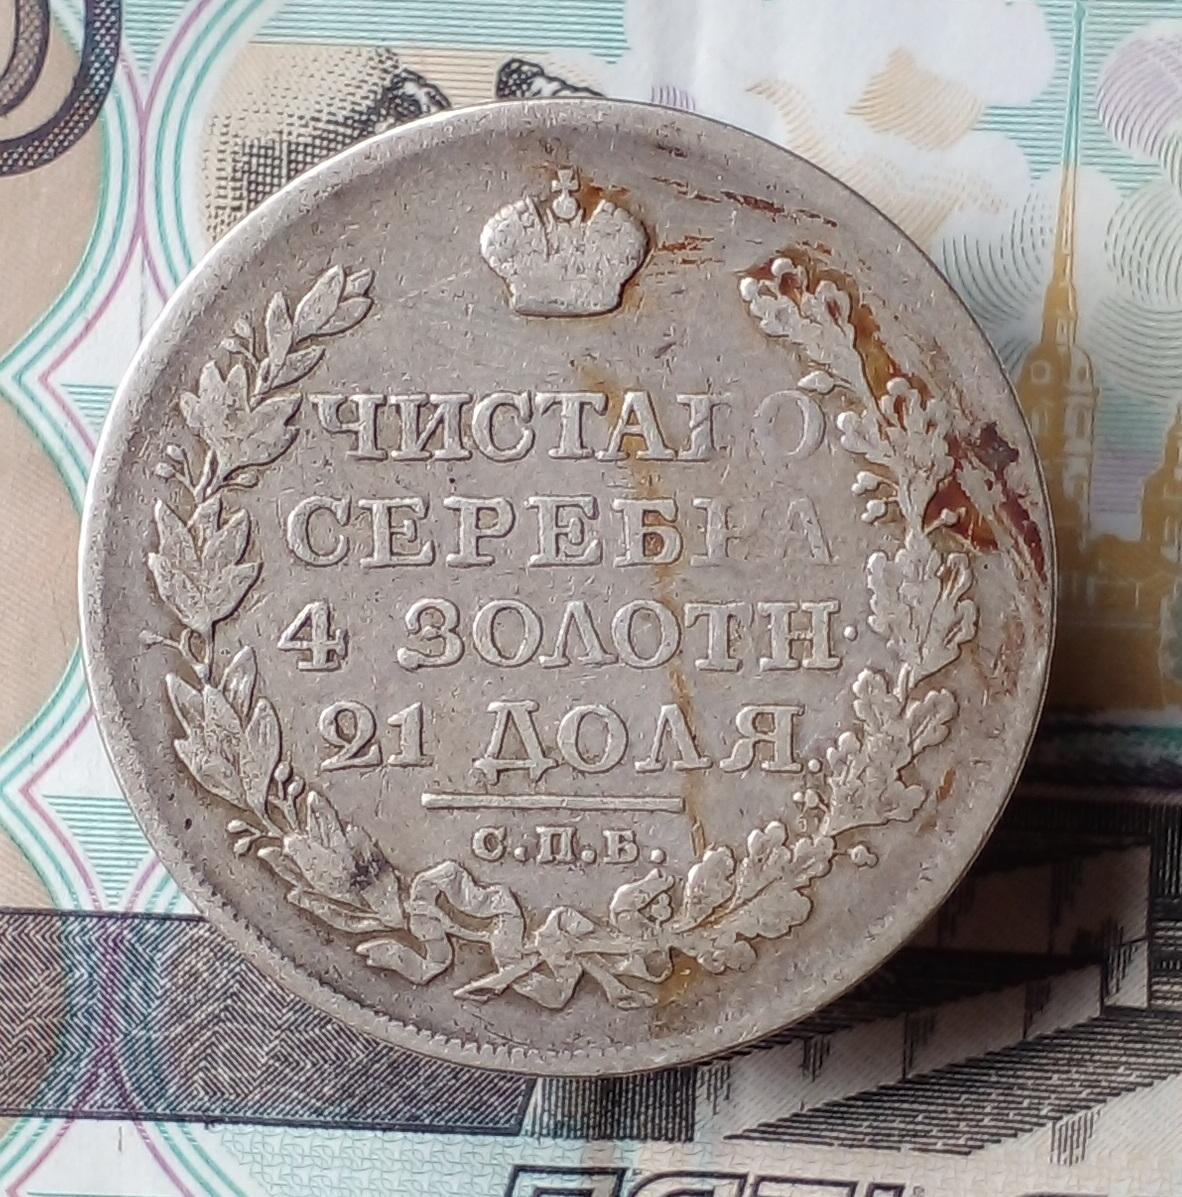 ЧИСТАГО
СЕРЕБРА
4 ЗОЛОТН·
21 ДОЛЯ.
С.П.Б.